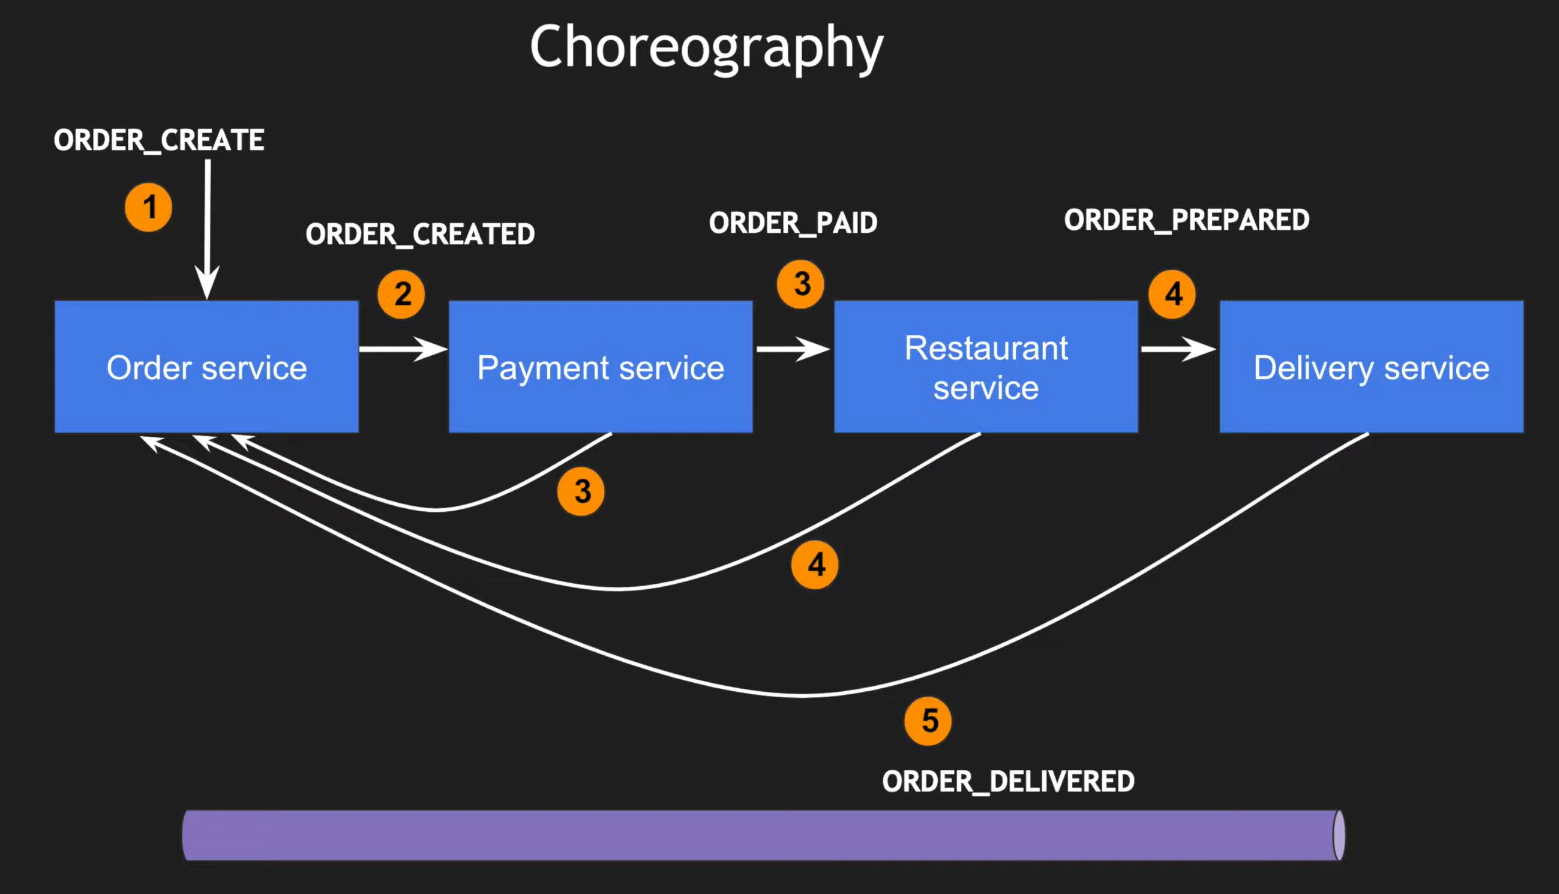 Choreography
ORDER_CREATE
1
ORDER_CREATED
2
ORDER_PAID
3
ORDER_PREPARED
4
Order service
Payment service
Restaurant
service
Delivery service
3
4
5
ORDER_DELIVERED